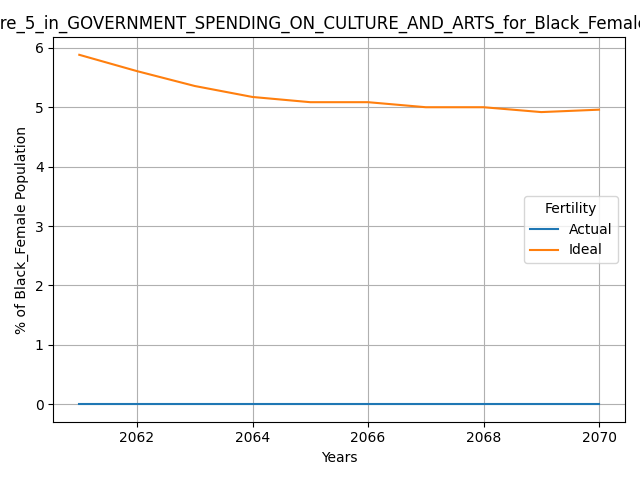 re_5_in_GOVERNMENT_SPENDING_ON_CULTURE_AND_ARTS_for_Black_Female
6
5
4
3
2
1
0
% of Black_Female Population
Fertility
Actual
Ideal
2062 2064 2066 2068 2070
Years